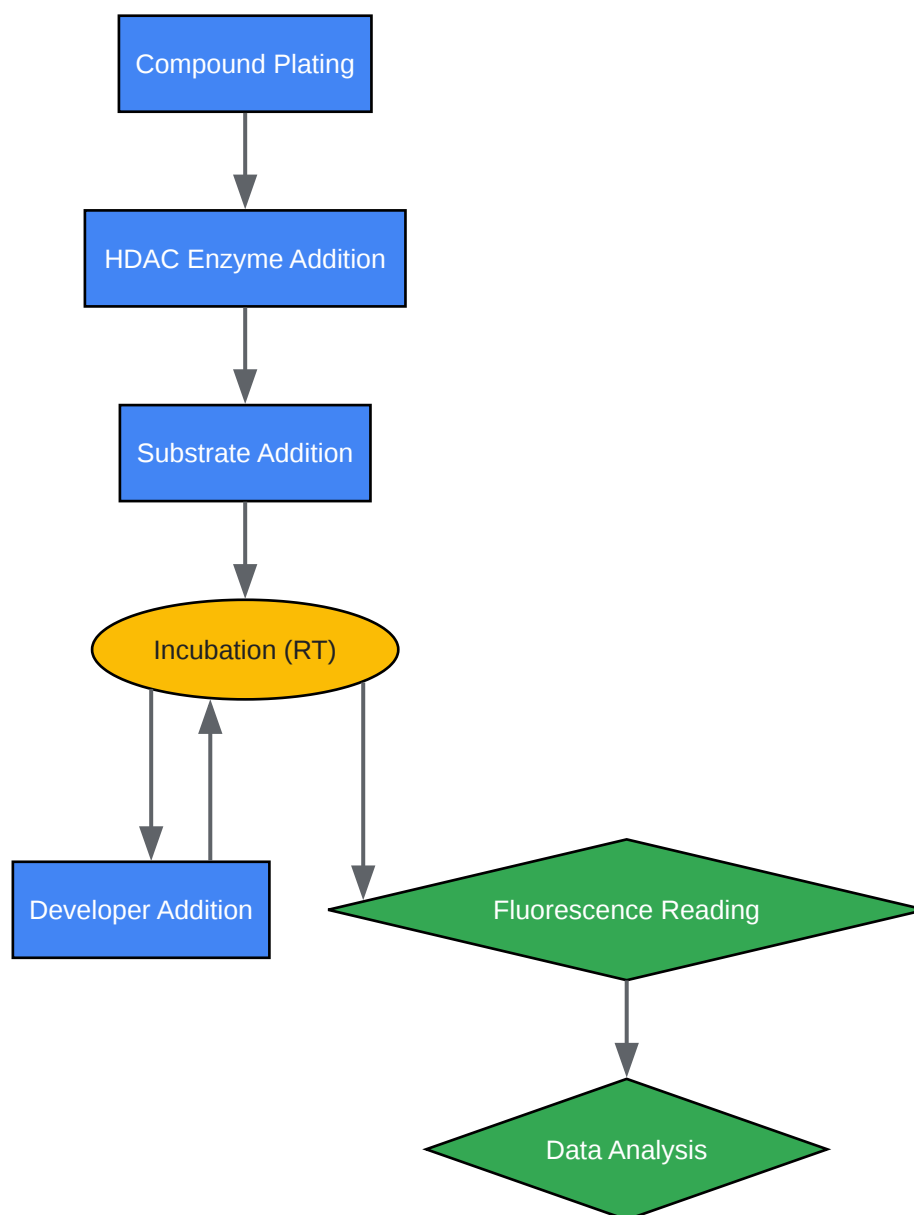 Compound Plating
HDAC Enzyme Addition
Substrate Addition
Incubation (RT)
Developer Addition
Fluorescence Reading
Data Analysis